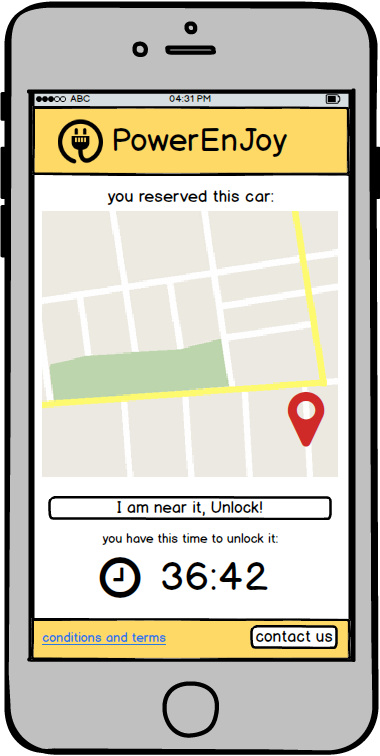 ABC 04:31 PM
PowerEnJoy
you reserved this car:
I am near it, Unlock!
you have this time to unlock it:
36:42
conditions and terms contact us